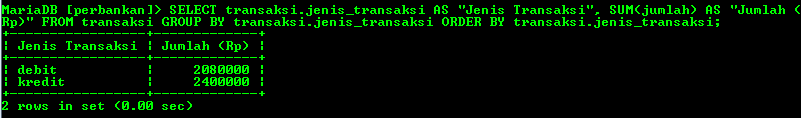 MariaDB [perbankan]> SELECT transaksi.jenis_transaksi AS "Jenis Transaksi", SUM(jumlah) AS "Jumlah (
Rp)" FROM transaksi GROUP BY transaksi.jenis_transaksi ORDER BY transaksi.jenis_transaksi;
+-----------------+-------------+
| Jenis Transaksi | Jumlah (Rp) |
+-----------------+-------------+
| debit           |     2080000 |
| kredit          |     2400000 |
+-----------------+-------------+
2 rows in set (0.00 sec)